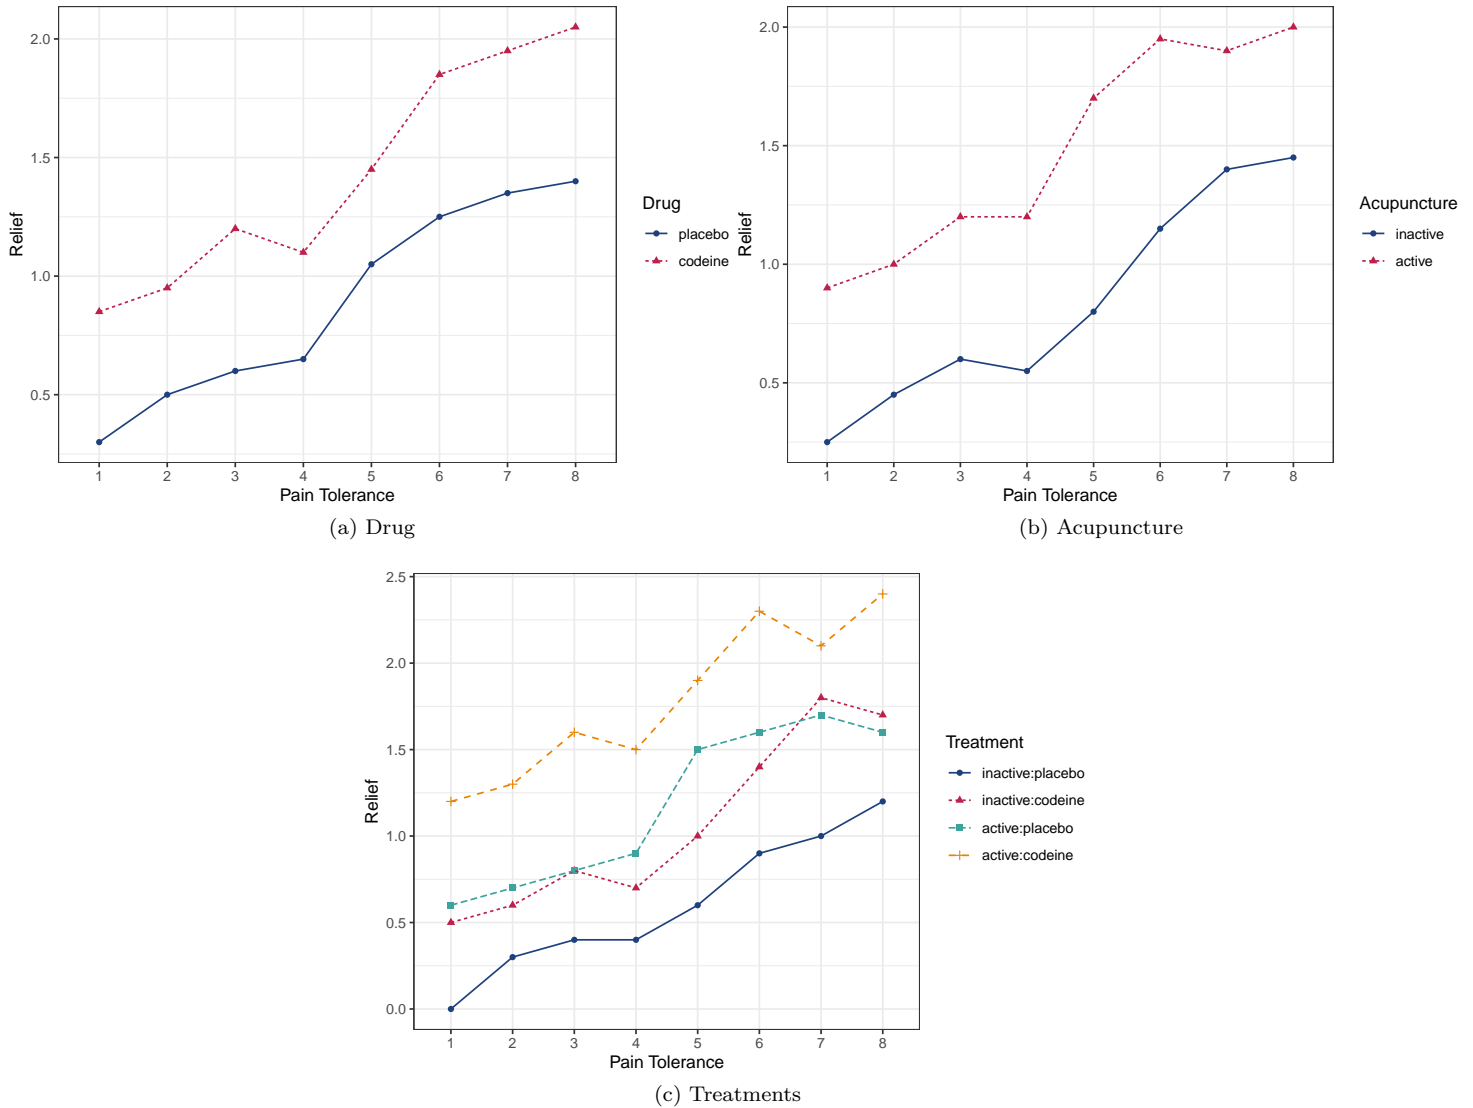 2.0
1.5
1.0
0.5
Relief
1 2 3 4 5 6 7 8
Pain Tolerance
Drug
placebo
codeine
(a) Drug
2.0
1.5
1.0
0.5
Relief
1 2 3 4 5 6 7 8
Pain Tolerance
Acupuncture
inactive
active
(b) Acupuncture
2.5
2.0
1.5
1.0
0.5
0.0
Relief
1 2 3 4 5 6 7 8
Pain Tolerance
Treatment
inactive:placebo
inactive:codeine
active:placebo
active:codeine
(c) Treatments